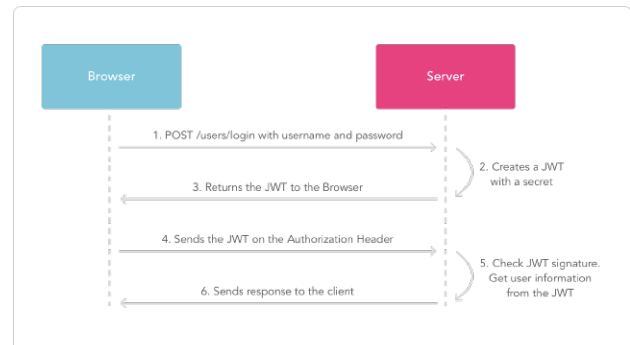 Browser
Server
1. POST /users/login with username and password
2. Creates a JWT
with a secret
3. Returns the JWT to the Browser
4. Sends the JWT on the Authorization Header
5. Check JWT signature.
Get user information
from the JWT
6. Sends response to the client